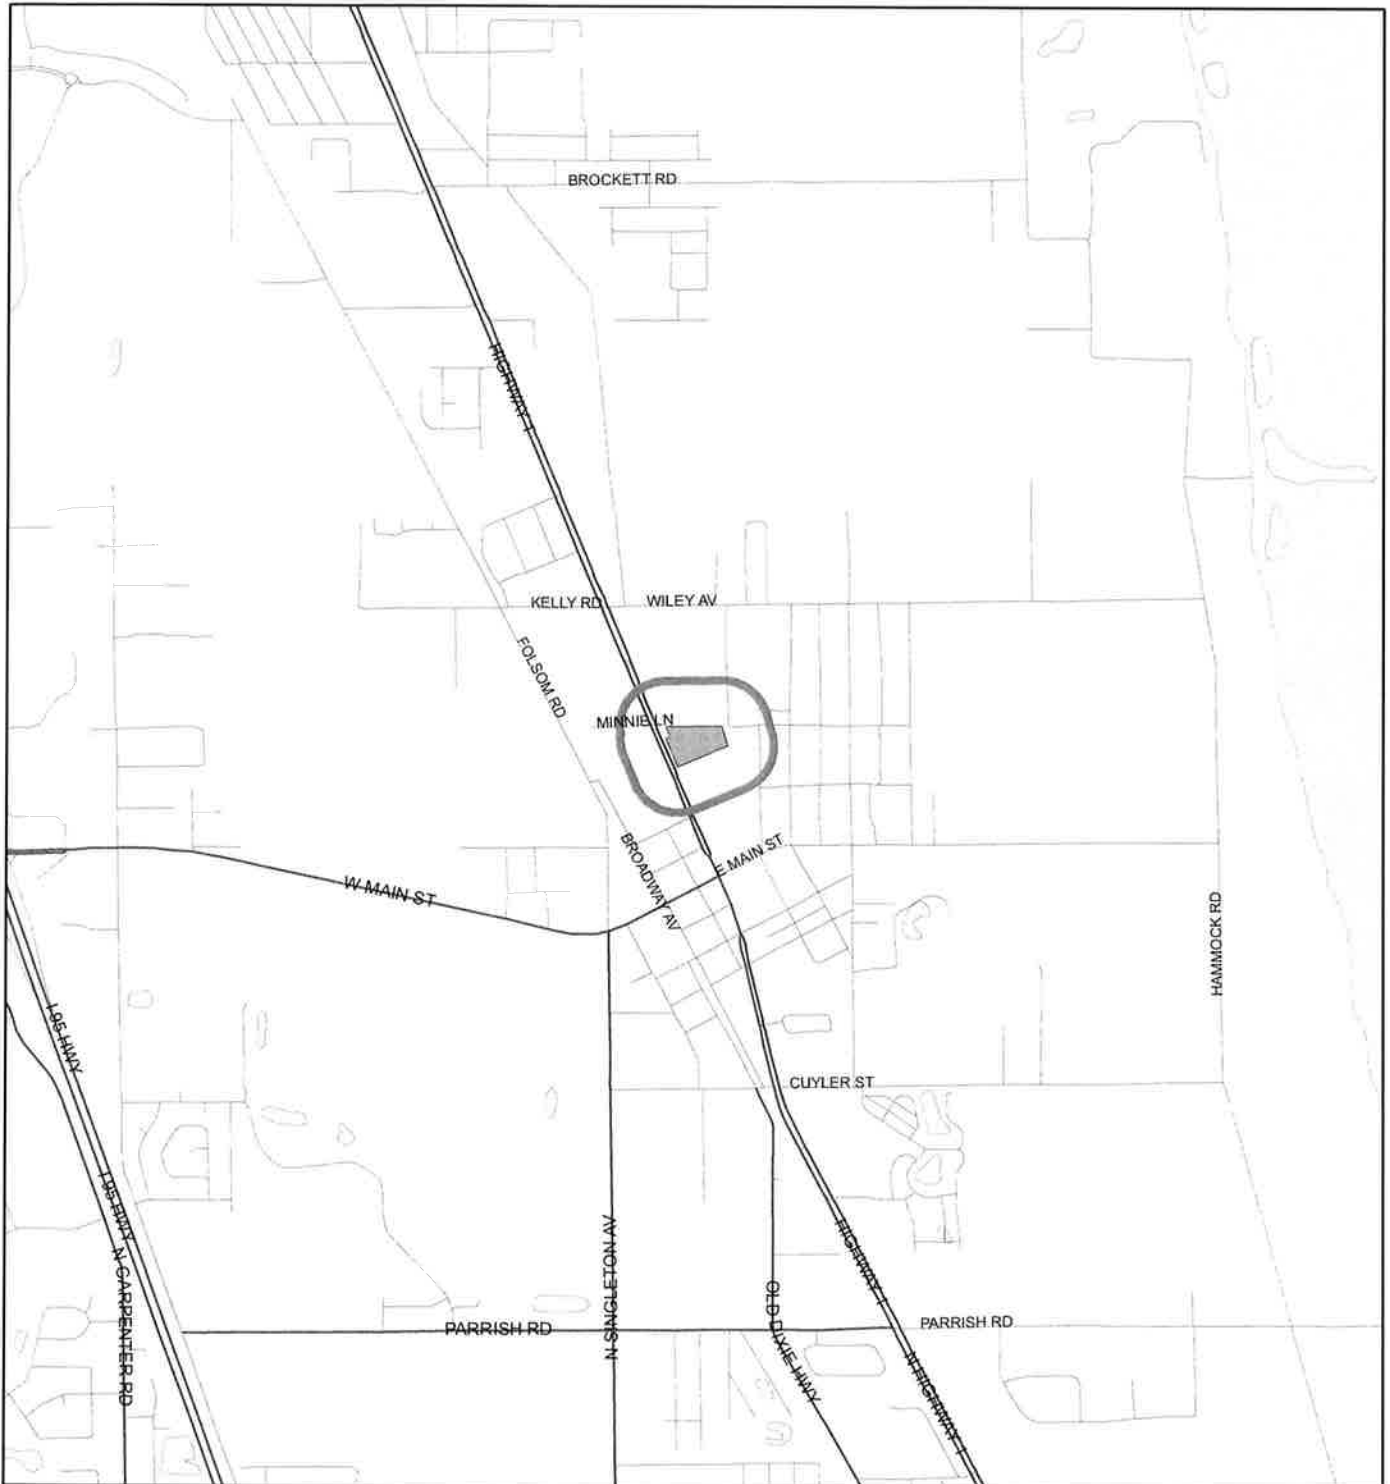 BROCKETT RD
HIGHWAY 1
KELLY RD
WILEY AV
FOLSOM RD
MINNIE LN
BROADWAY AV
E MAIN ST
W MAIN ST
HAMMOCK RD
I 95 HWY
CUYLER ST
I 95 HWY
N CARPENTER RD
N SINGLETON AV
HIGHWAY 1
OLD DIXIE HWY
PARRISH RD
PARRISH RD
N HIGHWAY 1